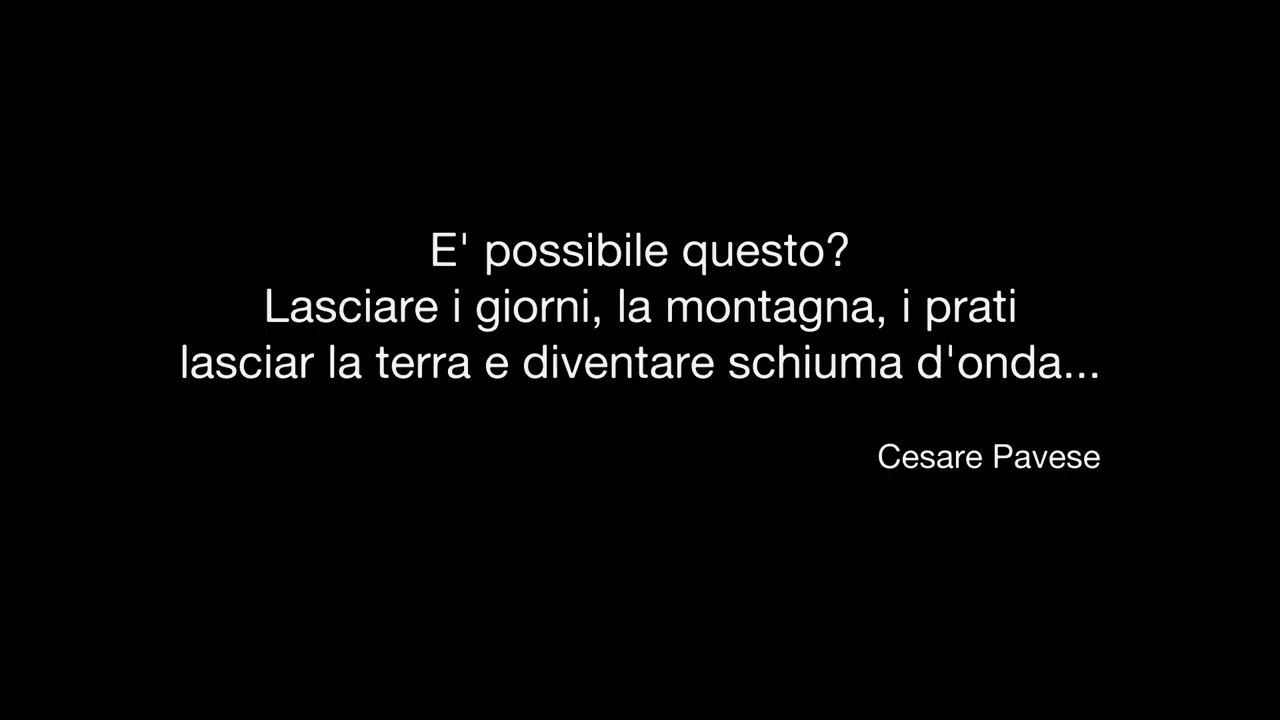 E' possibile questo?
Lasciare i giorni, la montagna, i prati
lasciar la terra e diventare schiuma d'onda...
Cesare Pavese